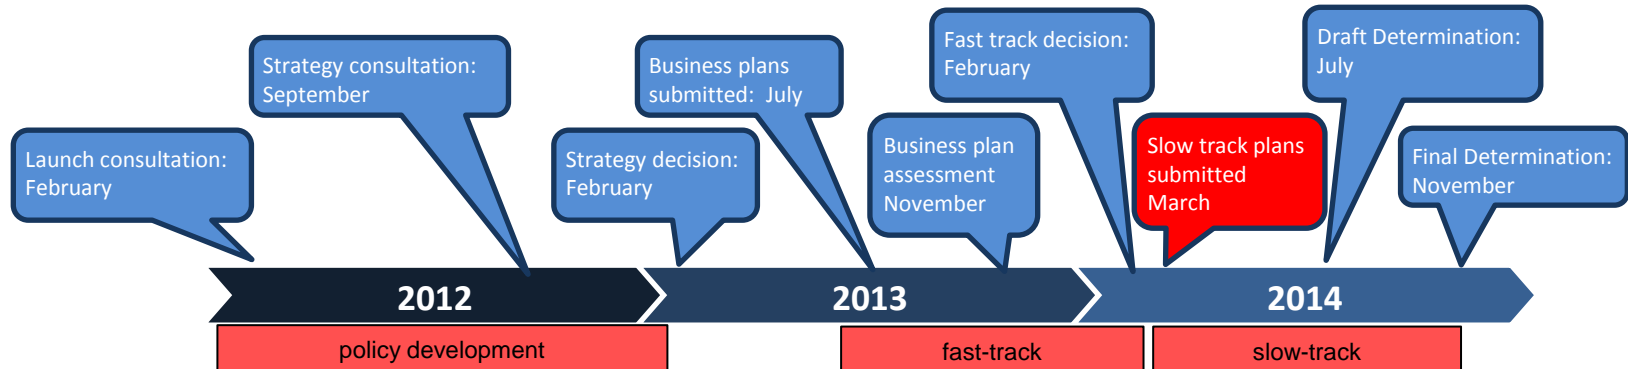 Launch consultation:
February
Strategy consultation:
September
Strategy decision:
February
Business plans
submitted:  July
Business plan
assessment
November
Fast track decision:
February
Slow track plans
submitted
March
Draft Determination:
July
Final Determination:
November
2012
2013
2014
policy development
fast-track
slow-track